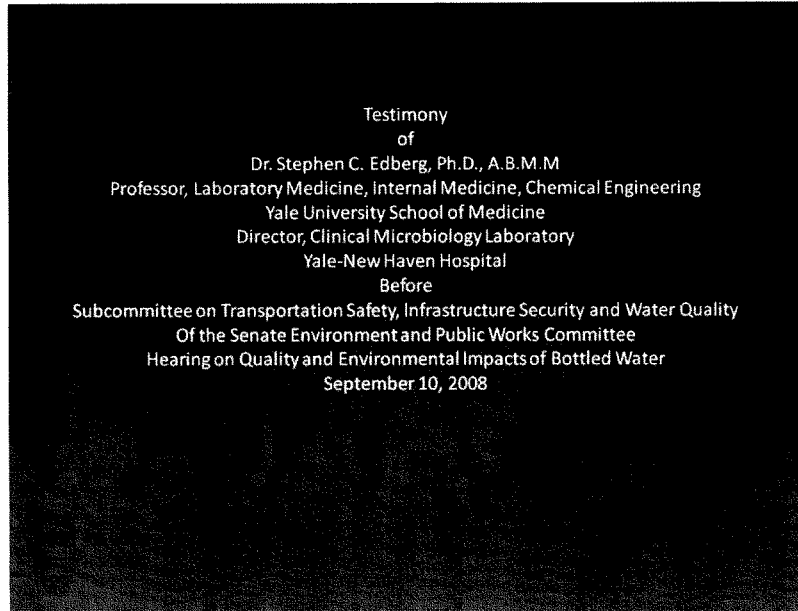 Testimony
of
Dr. Stephen C. Edberg, Ph.D., A.B.M.M
Professor, Laboratory Medicine, Internal Medicine, Chemical Engineering
Yale University School of Medicine
Director, Clinical Microbiology Laboratory
Yale-New Haven Hospital
Before
Subcommittee on Transportation Safety, Infrastructure Security and Water Quality
Of the Senate Environment and Public Works Committee
Hearing on Quality and Environmental Impacts of Bottled Water
September 10, 2008